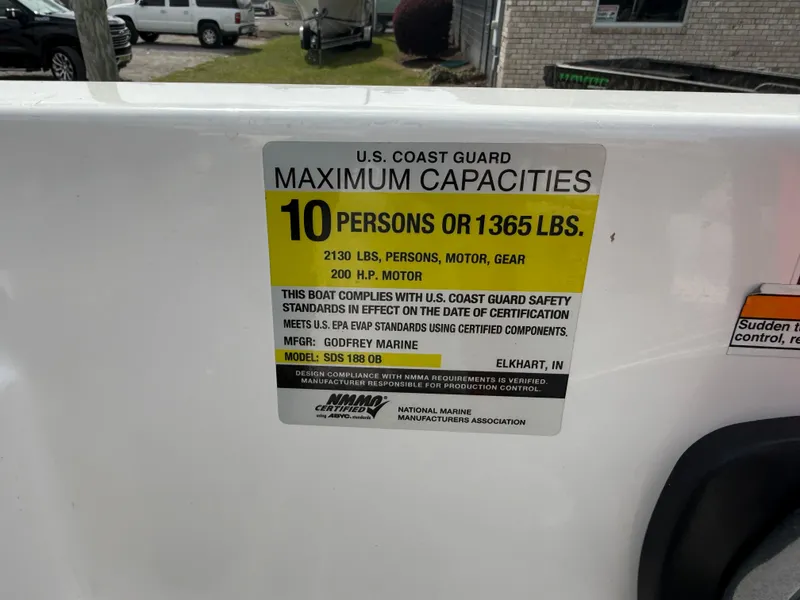 U.S. COAST GUARD
MAXIMUM CAPACITIES
10 PERSONS OR 1365 LBS.
2130 LBS, PERSONS, MOTOR, GEAR
200 H.P. MOTOR
THIS BOAT COMPLIES WITH U.S. COAST GUARD SAFETY
STANDARDS IN EFFECT ON THE DATE OF CERTIFICATION
MEETS U.S. EPA EVAP STANDARDS USING CERTIFIED COMPONENTS.
MFGR: GODFREY MARINE
MODEL: SDS 188 OB
ELKHART, IN
DESIGN COMPLIANCE WITH NMMA REQUIREMENTS IS VERIFIED.
MANUFACTURER RESPONSIBLE FOR PRODUCTION CONTROL.
NMMA®
CERTIFIED
using ABYC standards
NATIONAL MARINE
MANUFACTURERS ASSOCIATION
Sudden
control,